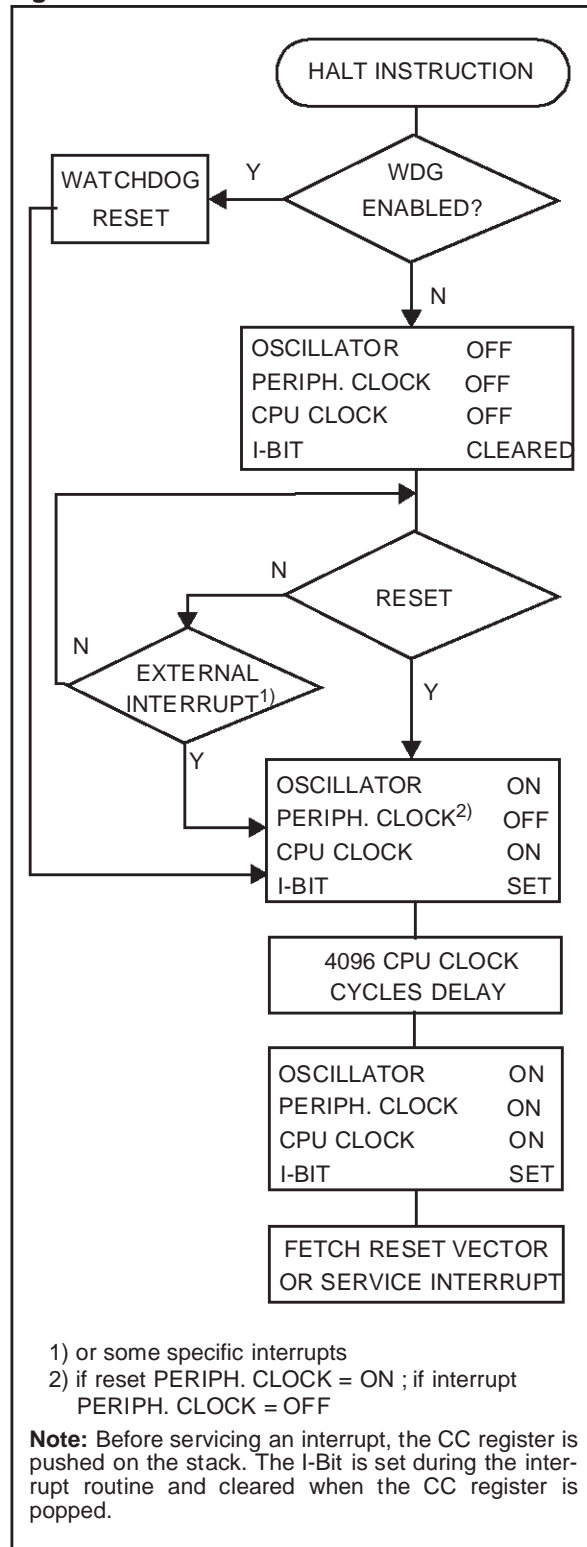 HALT INSTRUCTION
WDG
ENABLED?
Y
WATCHDOG
RESET
N
OSCILLATOR OFF
PERIPH. CLOCK OFF
CPU CLOCK OFF
I-BIT CLEARED
RESET
N
N
EXTERNAL
INTERRUPT1)
Y
Y
OSCILLATOR ON
PERIPH. CLOCK2) OFF
CPU CLOCK ON
I-BIT SET
4096 CPU CLOCK
CYCLES DELAY
OSCILLATOR ON
PERIPH. CLOCK ON
CPU CLOCK ON
I-BIT SET
FETCH RESET VECTOR
OR SERVICE INTERRUPT
1) or some specific interrupts
2) if reset PERIPH. CLOCK = ON ; if interrupt
PERIPH. CLOCK = OFF
Note: Before servicing an interrupt, the CC register is
pushed on the stack. The I-Bit is set during the inter-
rupt routine and cleared when the CC register is
popped.